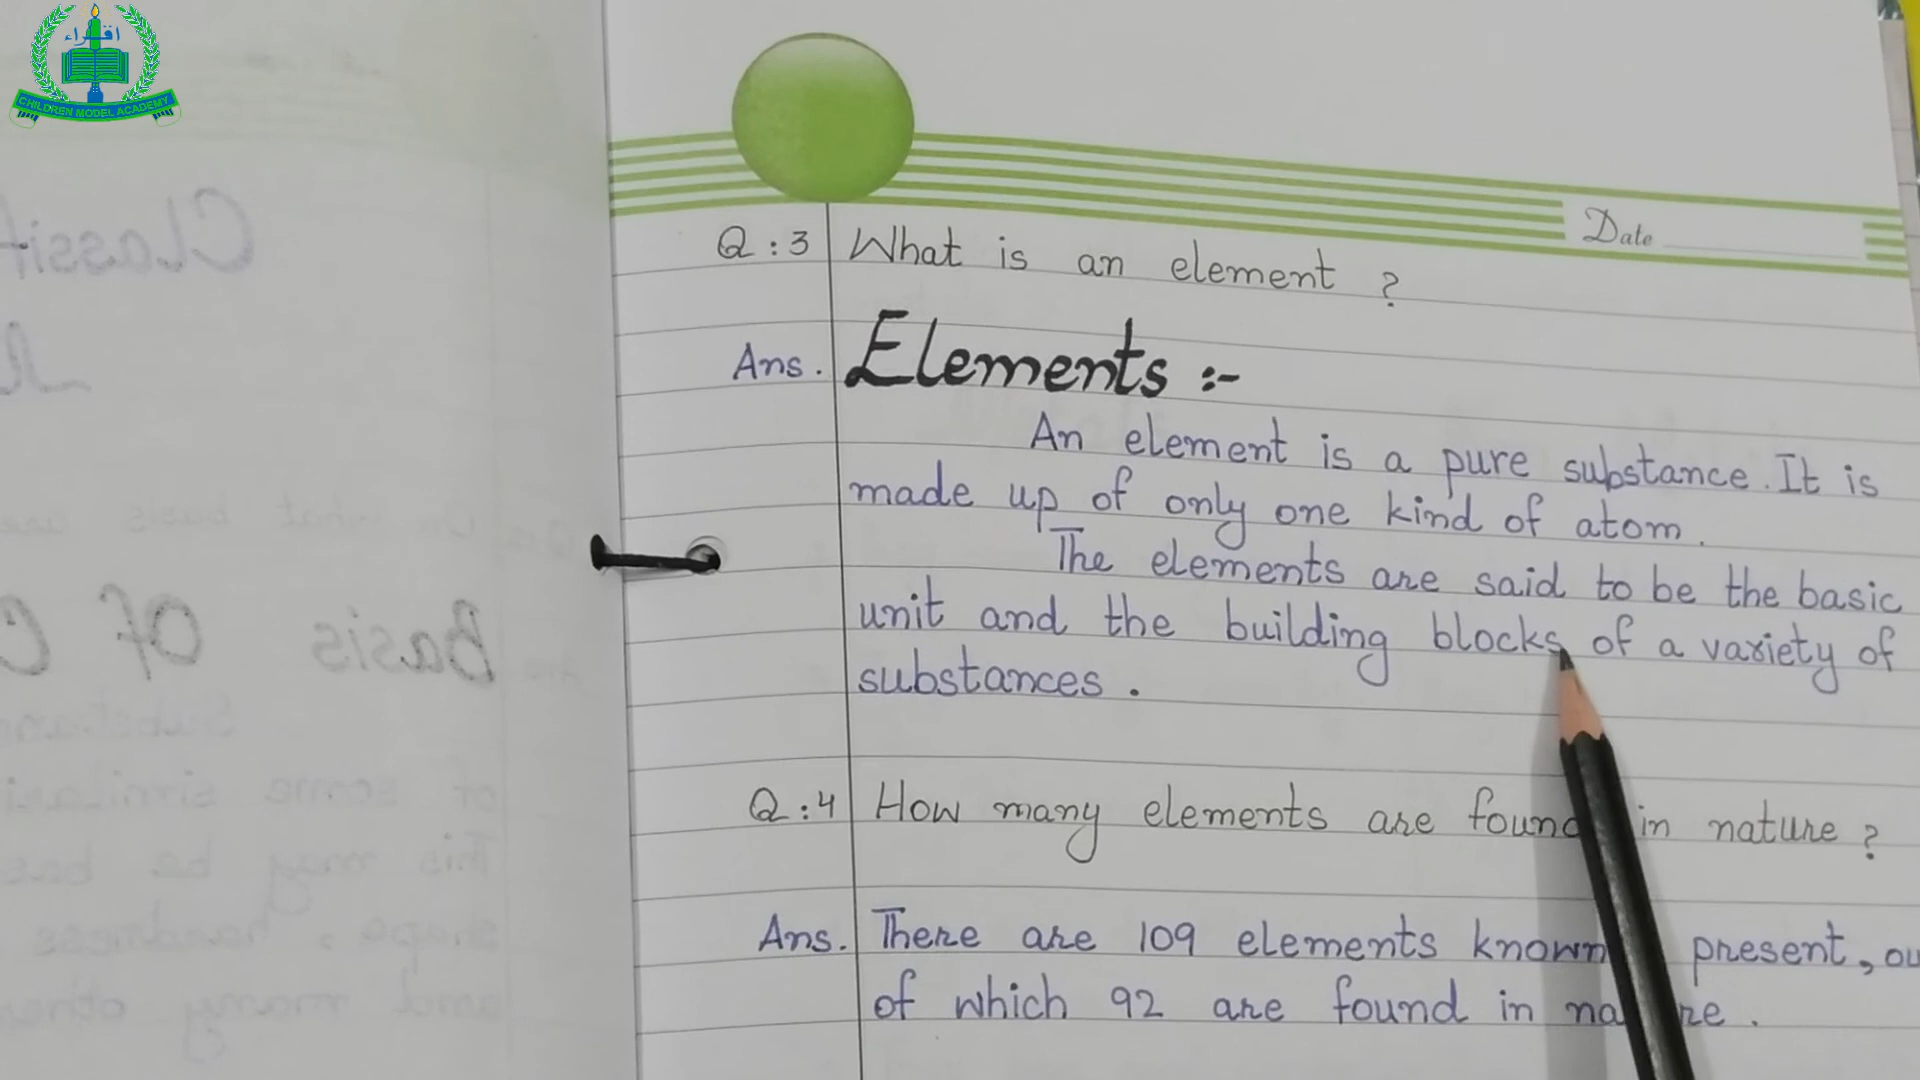 اقراء
CHILDREN MODEL ACADEMY
Date
Q:3 What is an element ?
Ans. Elements :-
An element is a pure substance. It is
made up of only one kind of atom.
The elements are said to be the basic
unit and the building blocks of a variety of
substances.
Q:4 How many elements are found in nature ?
Ans. There are 109 elements known present,
of which 92 are found in nature.